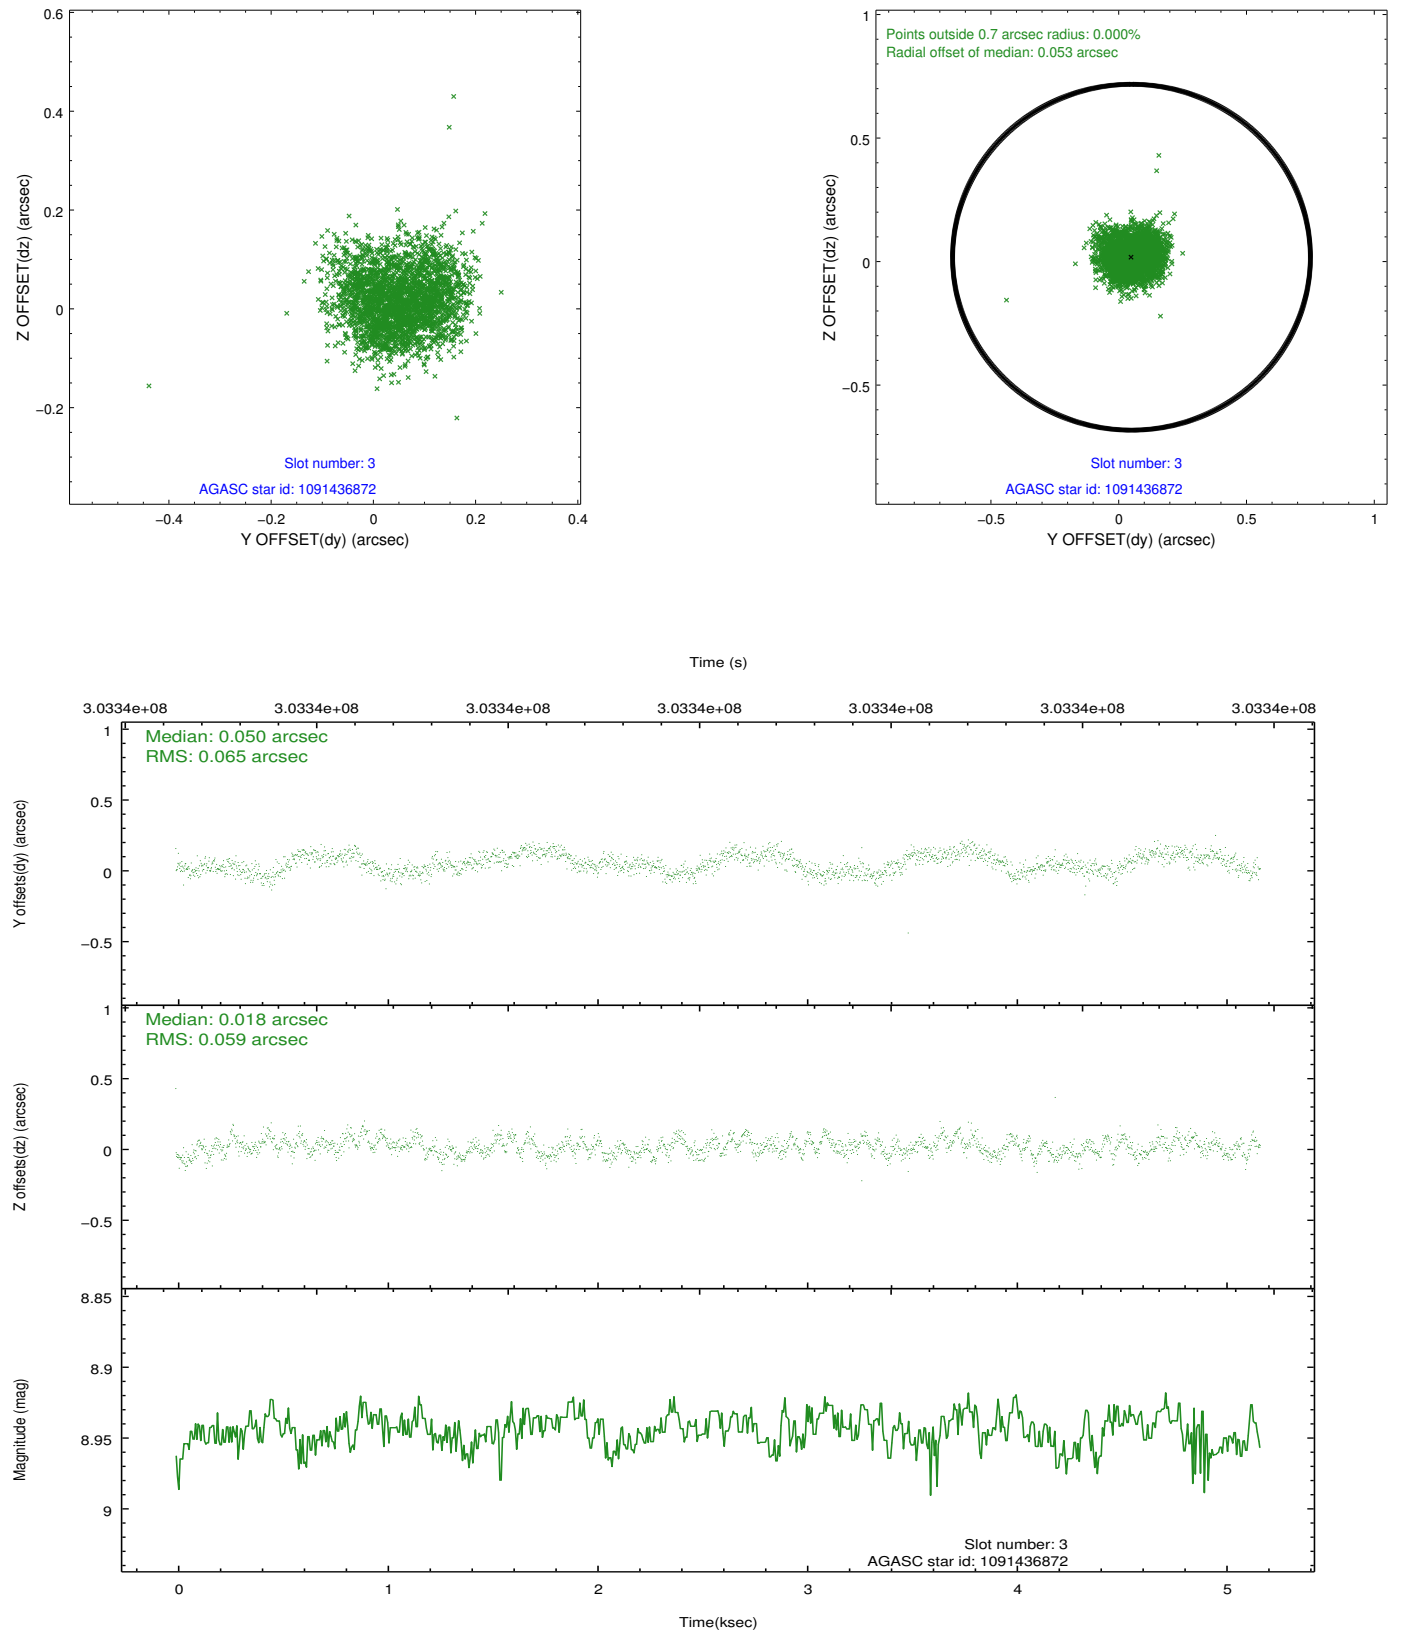 0.6
0.4
0.2
0
−0.2
Z OFFSET(dz) (arcsec)
Slot number: 3
AGASC star id: 1091436872
−0.4 −0.2 0 0.2 0.4
Y OFFSET(dy) (arcsec)
Points outside 0.7 arcsec radius: 0.000%
Radial offset of median: 0.053 arcsec
1
0.5
0
−0.5
Z OFFSET(dz) (arcsec)
Slot number: 3
AGASC star id: 1091436872
−0.5 0 0.5 1
Y OFFSET(dy) (arcsec)
Time (s)
3.0334e+08 3.0334e+08 3.0334e+08 3.0334e+08 3.0334e+08 3.0334e+08 3.0334e+08
Median: 0.050 arcsec
RMS: 0.065 arcsec
1
0.5
0
−0.5
Y offsets(dy) (arcsec)
Median: 0.018 arcsec
RMS: 0.059 arcsec
1
0.5
0
−0.5
Z offsets(dz) (arcsec)
8.85
8.9
8.95
9
Magnitude (mag)
Slot number: 3
AGASC star id: 1091436872
0 1 2 3 4 5
Time(ksec)